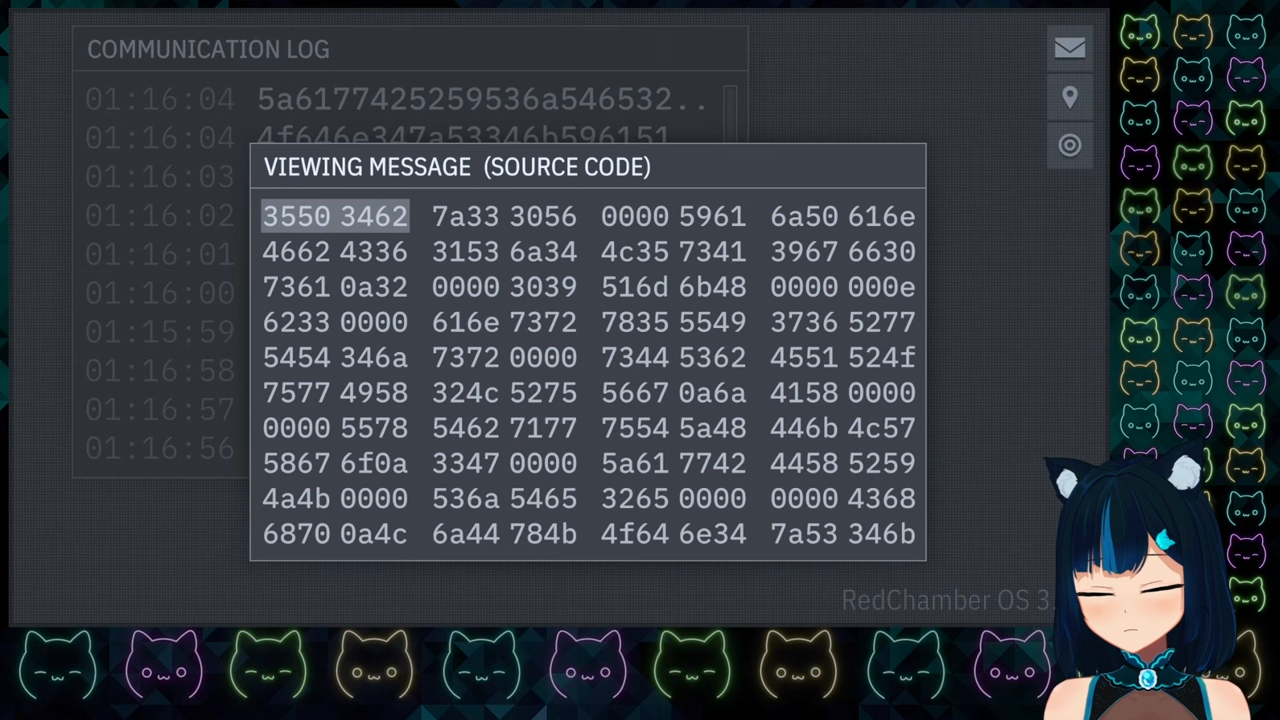 COMMUNICATION LOG
01:16:04 5a6177425259536a546532..
01:16:04 4f646e347a53346b596151
01:16:03
01:16:02
01:16:01
01:16:00
01:15:59
01:16:58
01:16:57
01:16:56
VIEWING MESSAGE (SOURCE CODE)
3550 3462 7a33 3056 0000 5961 6a50 616e
4662 4336 3153 6a34 4c35 7341 3967 6630
7361 0a32 0000 3039 516d 6b48 0000 000e
6233 0000 616e 7372 7835 5549 3736 5277
5454 346a 7372 0000 7344 5362 4551 524f
7577 4958 324c 5275 5667 0a6a 4158 0000
0000 5578 5462 7177 7554 5a48 446b 4c57
5867 6f0a 3347 0000 5a61 7742 4458 5259
4a4b 0000 536a 5465 3265 0000 0000 4368
6870 0a4c 6a44 784b 4f64 6e34 7a53 346b
RedChamber OS 3.